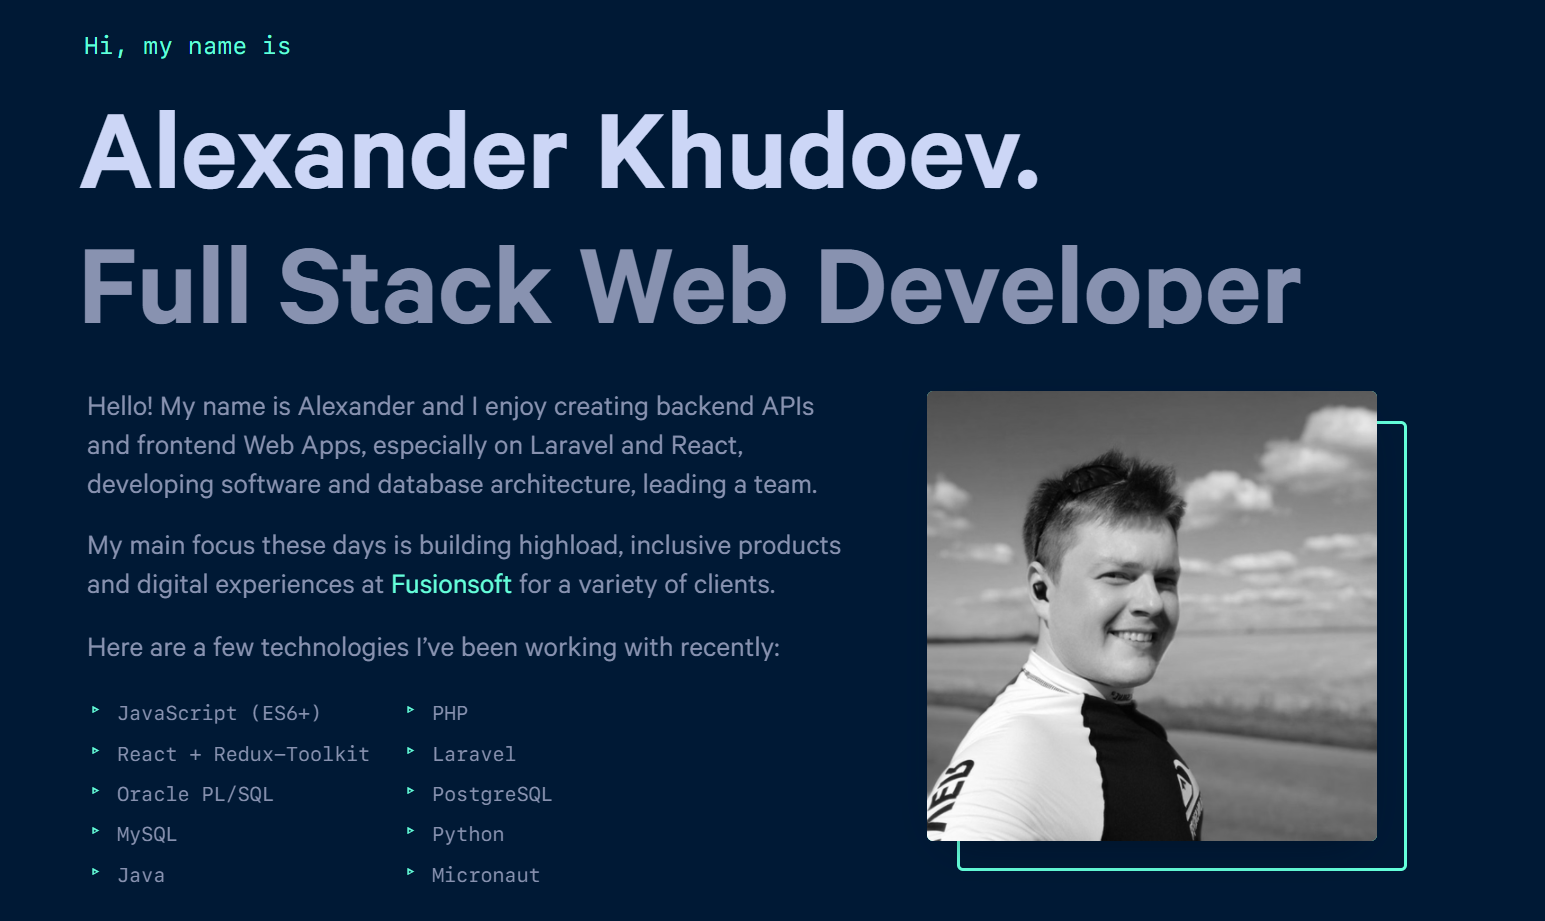 Hi, my name is
Alexander Khudoev.
Full Stack Web Developer
Hello! My name is Alexander and I enjoy creating backend APIs
and frontend Web Apps, especially on Laravel and React,
developing software and database architecture, leading a team.
My main focus these days is building highload, inclusive products
and digital experiences at Fusionsoft for a variety of clients.
Here are a few technologies I’ve been working with recently:
JavaScript (ES6+)
PHP
React + Redux–Toolkit
Laravel
Oracle PL/SQL
PostgreSQL
MySQL
Python
Java
Micronaut